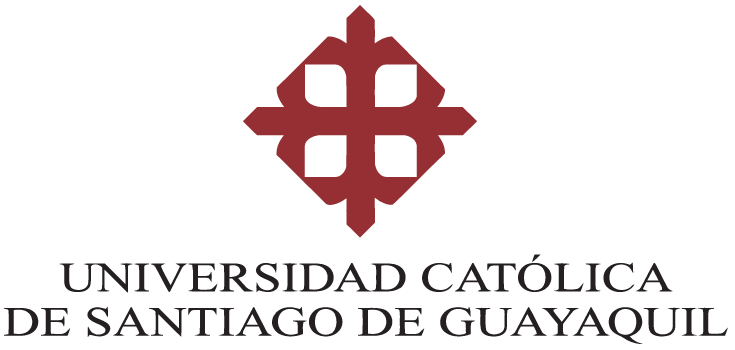 UNIVERSIDAD CATÓLICA
DE SANTIAGO DE GUAYAQUIL